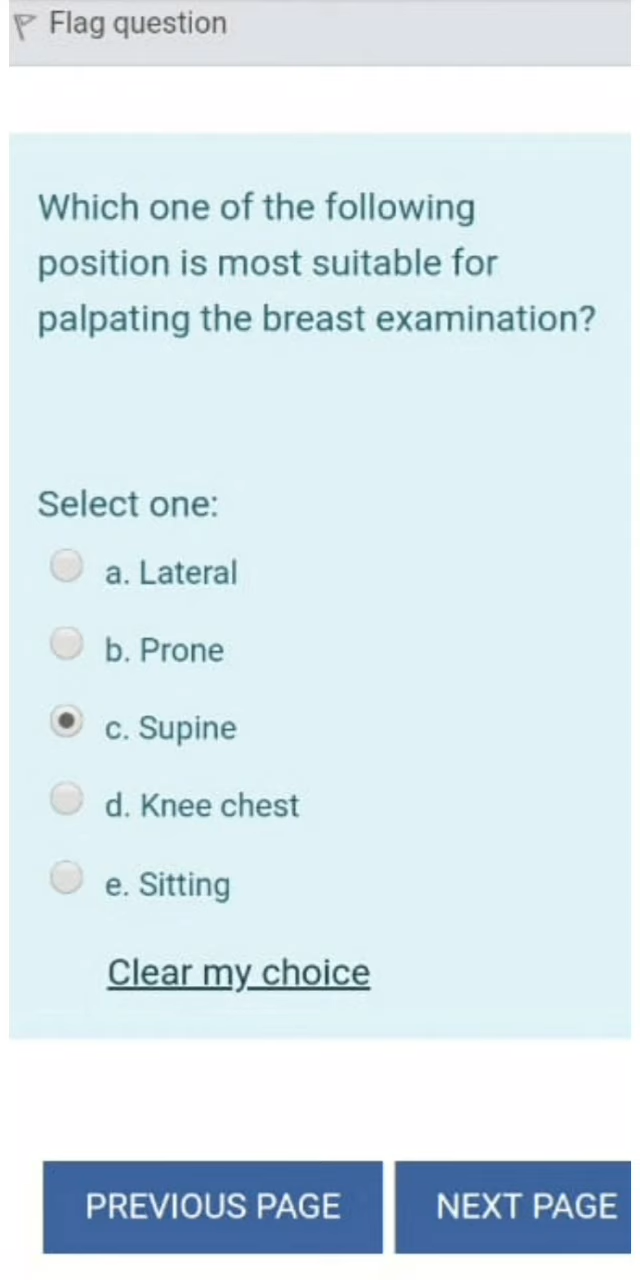 Flag question
Which one of the following
position is most suitable for
palpating the breast examination?
Select one:
a. Lateral
b. Prone
c. Supine
d. Knee chest
e. Sitting
Clear my choice
PREVIOUS PAGE
NEXT PAGE